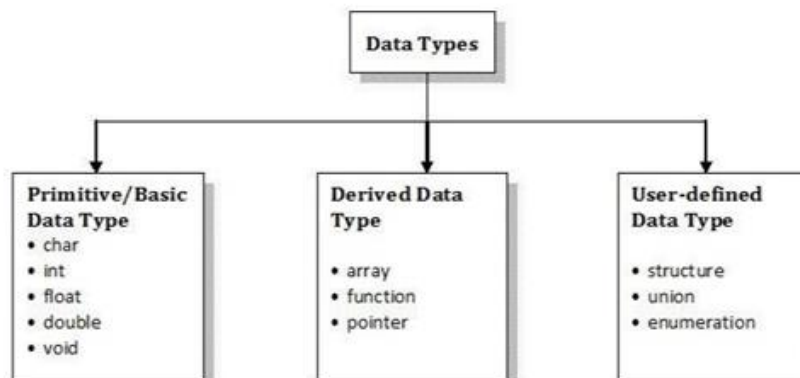 Data Types
Primitive/Basic
Data Type
• char
• int
• float
• double
• void
Derived Data
Type
• array
• function
• pointer
User-defined
Data Type
• structure
• union
• enumeration